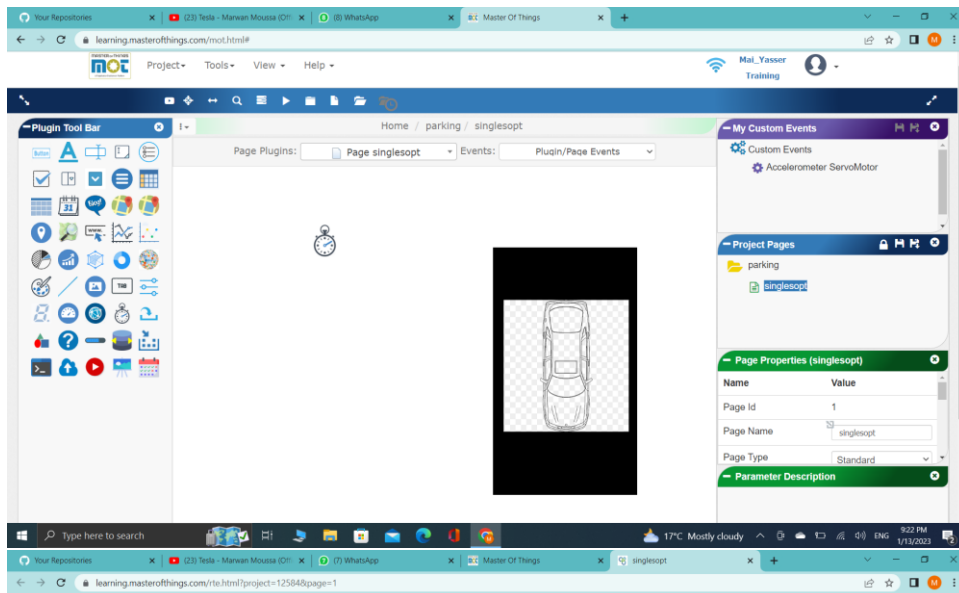 Your Repositories (23) Tesla - Marwan Moussa (Offi (8) WhatsApp Master Of Things
learning.masterofthings.com/mot.html#
Project Tools View Help Mai_Yasser
Training
Plugin Tool Bar Home / parking / singlesopt My Custom Events
Page Plugins: Page singlesopt Events: Plugin/Page Events
Custom Events
Accelerometer ServoMotor
Project Pages
parking
singlesopt
Page Properties (singlesopt)
Name Value
Page Id 1
Page Name singlesopt
Page Type Standard
Parameter Description
Type here to search 17°C Mostly cloudy ENG 9:22 PM
1/13/2023
Your Repositories (23) Tesla - Marwan Moussa (Offi (7) WhatsApp Master Of Things singlesopt
learning.masterofthings.com/rte.html?project=12584&page=1